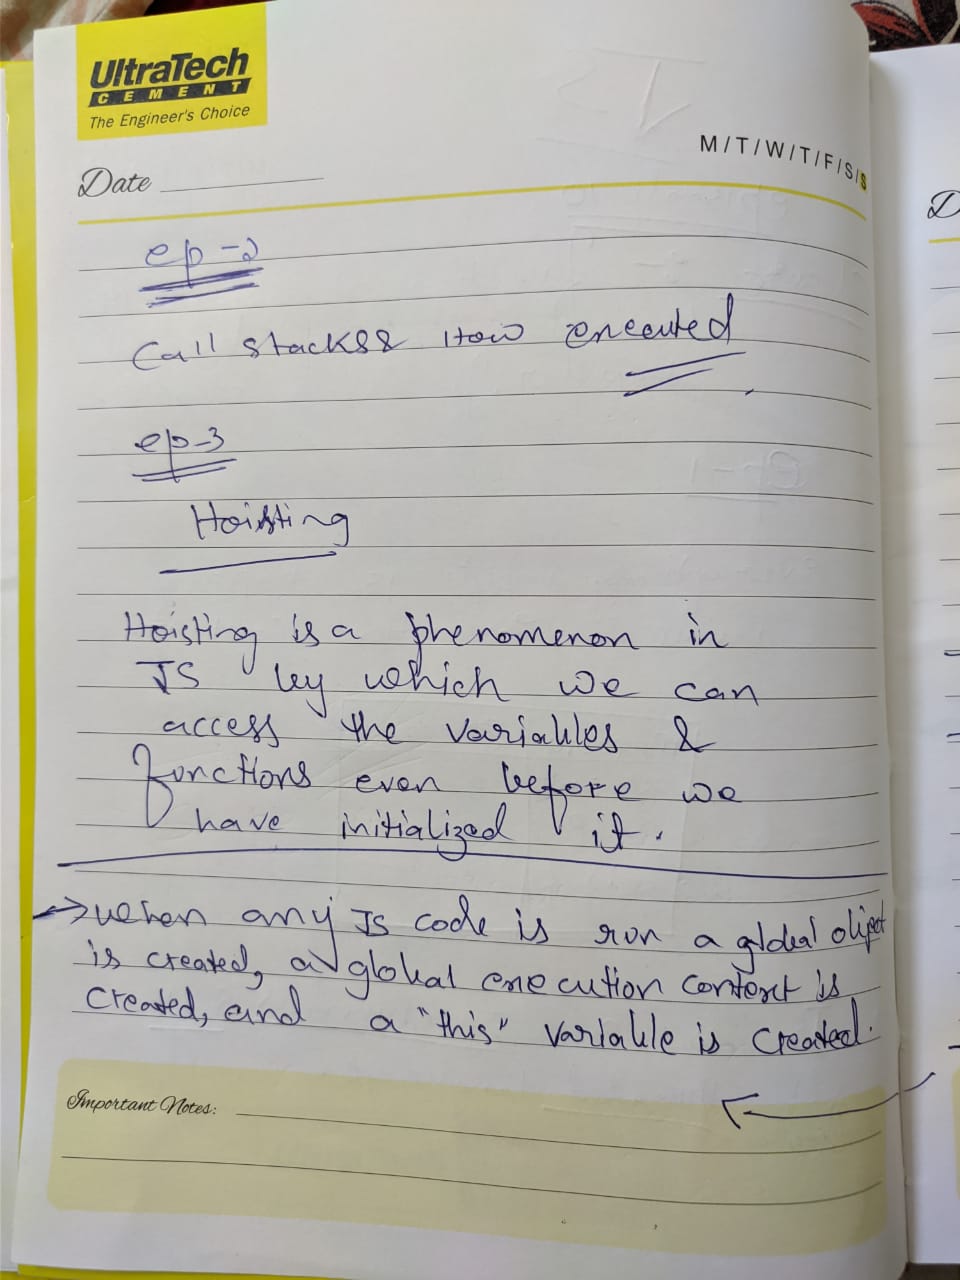 UltraTech
CEMENT
The Engineer's Choice
M/T/W/T/F/S/S
Date
ep-2
Call stacks & How executed
ep-3
Hoisting
Hoisting is a phenomenon in
JS by which we can
access the variables &
functions even before we
have initialized it.
→ when any JS code is run a global object
is created, a global execution context is
created, and a "this" variable is created.
Important Notes: